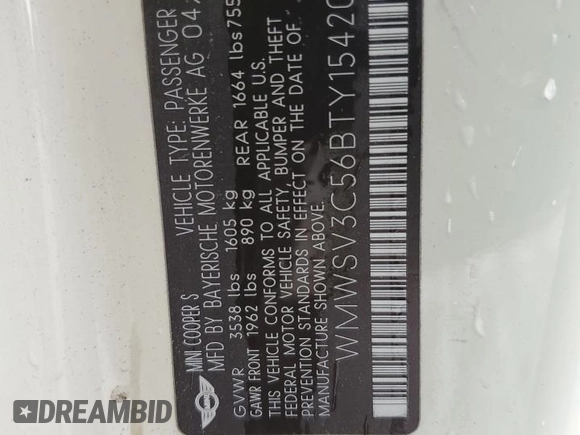 MINI COOPER S VEHICLE TYPE: PASSENGER
MFD BY BAYERISCHE MOTORENWERKE AG 04/
GVWR 3538 lbs 1605 kg
GAWR FRONT 1962 lbs 890 kg REAR 1664 lbs 755
THIS VEHICLE CONFORMS TO ALL APPLICABLE U.S.
FEDERAL MOTOR VEHICLE SAFETY, BUMPER AND THEFT
PREVENTION STANDARDS IN EFFECT ON THE DATE OF
MANUFACTURE SHOWN ABOVE.
WMWSV3C56BTY15420
DREAMBID